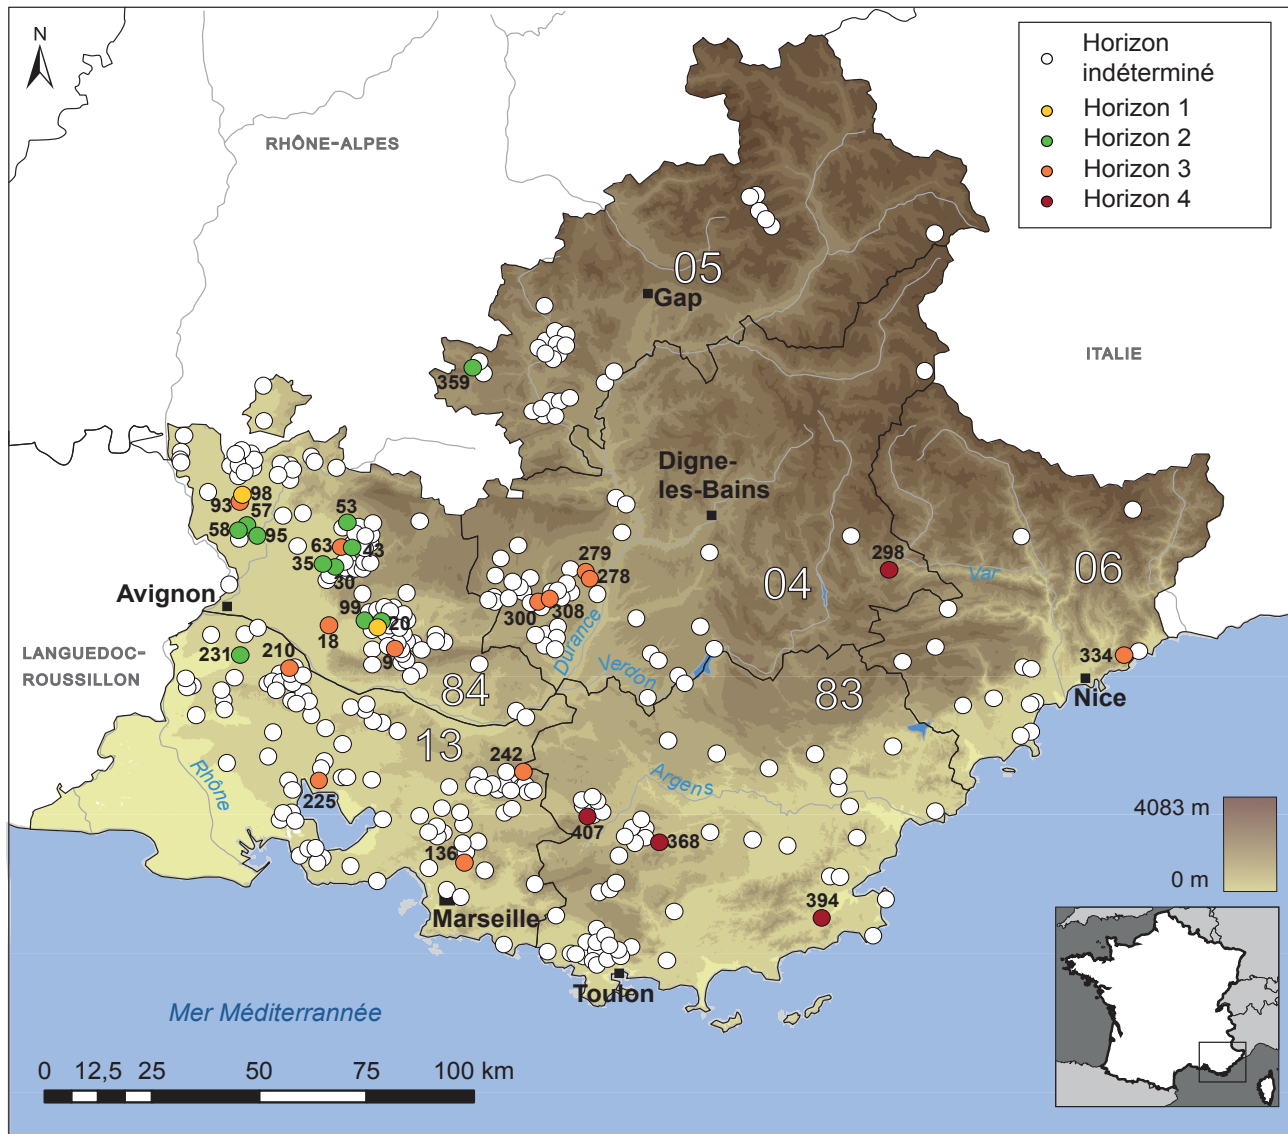 N
Horizon
indéterminé
Horizon 1
Horizon 2
Horizon 3
Horizon 4
RHÔNE-ALPES
05
Gap
ITALIE
359
Digne-
les-Bains
98
93
57
58
95
53
63
43
35
30
279
278
298
04
Var
06
Avignon
99
20
300
308
18
9
Durance
Verdon
231
210
LANGUEDOC-
ROUSSILLON
84
83
334
Nice
13
242
Rhône
225
Argens
4083 m
0 m
407
368
136
394
Marseille
Toulon
Mer Méditerrannée
0 12,5 25 50 75 100 km